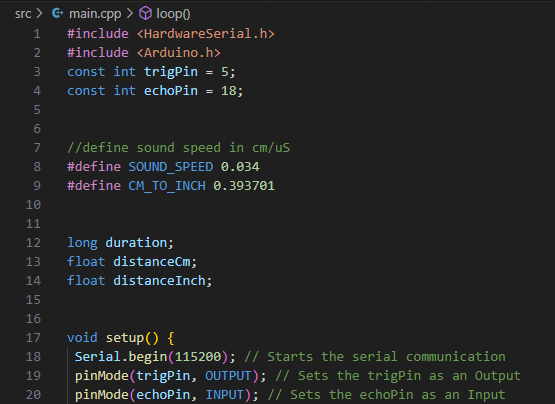 src > main.cpp > loop()
1 #include <HardwareSerial.h>
2 #include <Arduino.h>
3 const int trigPin = 5;
4 const int echoPin = 18;
5
6
7 //define sound speed in cm/uS
8 #define SOUND_SPEED 0.034
9 #define CM_TO_INCH 0.393701
10
11
12 long duration;
13 float distanceCm;
14 float distanceInch;
15
16
17 void setup() {
18 Serial.begin(115200); // Starts the serial communication
19 pinMode(trigPin, OUTPUT); // Sets the trigPin as an Output
20 pinMode(echoPin, INPUT); // Sets the echoPin as an Input